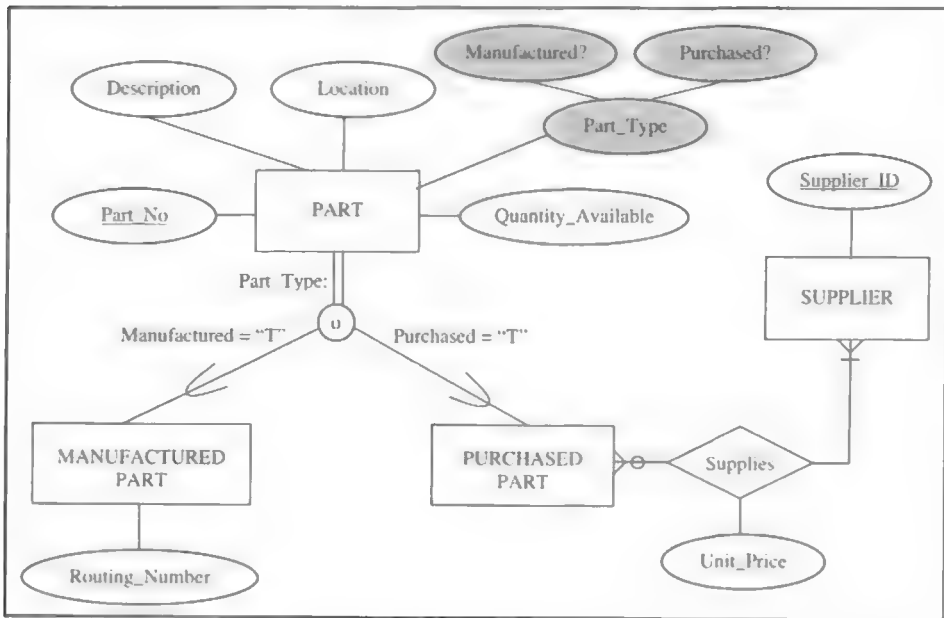 Manufactured?
Purchased?
Description
Location
Part_Type
Supplier_ID
PART
Part_No
Quantity_Available
Part Type:
SUPPLIER
o
Manufactured = "T"
Purchased = "T"
MANUFACTURED
PART
PURCHASED
PART
Supplies
Routing_Number
Unit_Price